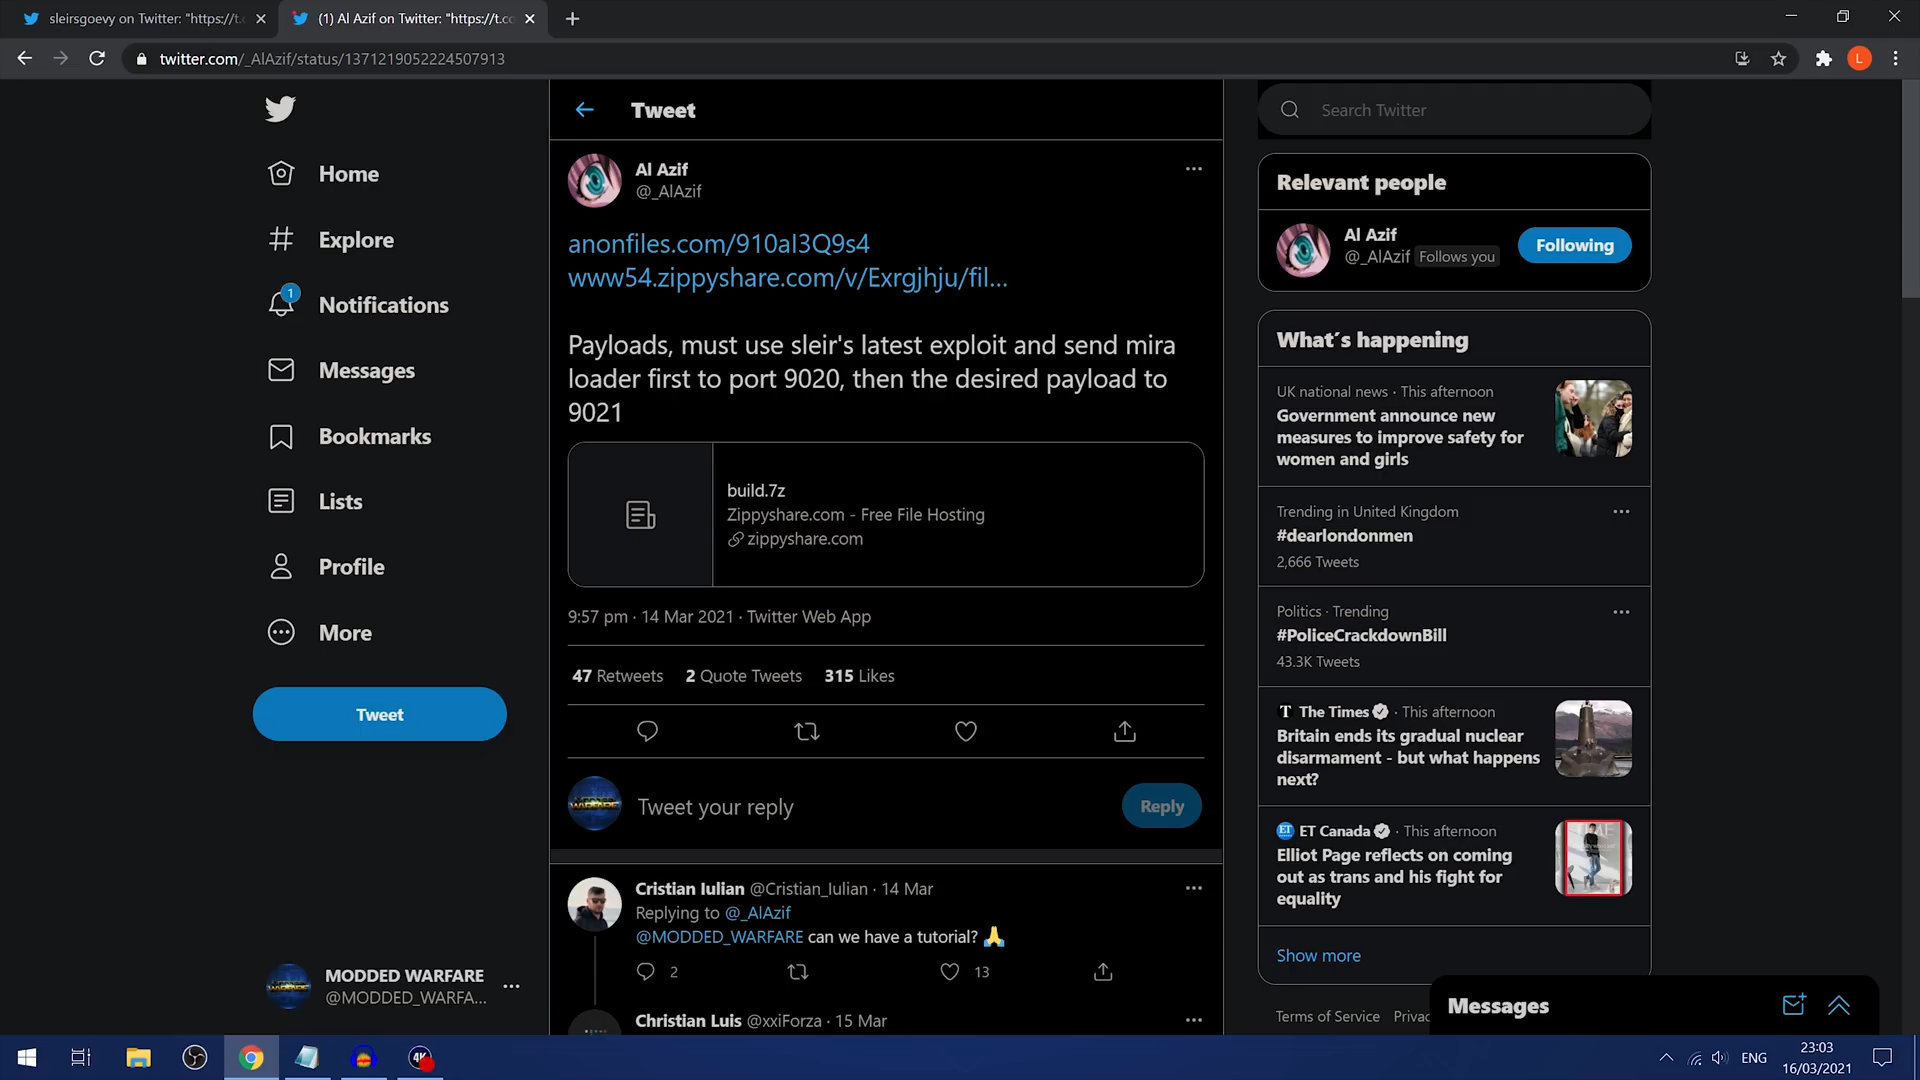 sleirsgoevy on Twitter: "https://t.c
(1) Al Azif on Twitter: "https://t.co
twitter.com/_AlAzif/status/1371219052224507913
L
Home
Explore
1
Notifications
Messages
Bookmarks
Lists
Profile
More
Tweet
MODDED WARFARE
@MODDED_WARFA...
Tweet
Al Azif
@_AlAzif
anonfiles.com/910aI3Q9s4
www54.zippyshare.com/v/Exrgjhju/fil...
Payloads, must use sleir's latest exploit and send mira
loader first to port 9020, then the desired payload to
9021
build.7z
Zippyshare.com - Free File Hosting
zippyshare.com
9:57 pm · 14 Mar 2021 · Twitter Web App
47 Retweets 2 Quote Tweets 315 Likes
Tweet your reply
Reply
Cristian Iulian @Cristian_Iulian · 14 Mar
Replying to @_AlAzif
@MODDED_WARFARE can we have a tutorial? 🙏
2 13
Christian Luis @xxiForza · 15 Mar
Search Twitter
Relevant people
Al Azif
@_AlAzif Follows you
Following
What's happening
UK national news · This afternoon
Government announce new
measures to improve safety for
women and girls
Trending in United Kingdom
#dearlondonmen
2,666 Tweets
Politics · Trending
#PoliceCrackdownBill
43.3K Tweets
The Times · This afternoon
Britain ends its gradual nuclear
disarmament - but what happens
next?
ET Canada · This afternoon
Elliot Page reflects on coming
out as trans and his fight for
equality
Show more
Terms of Service Privac
Messages
4K
ENG
23:03
16/03/2021